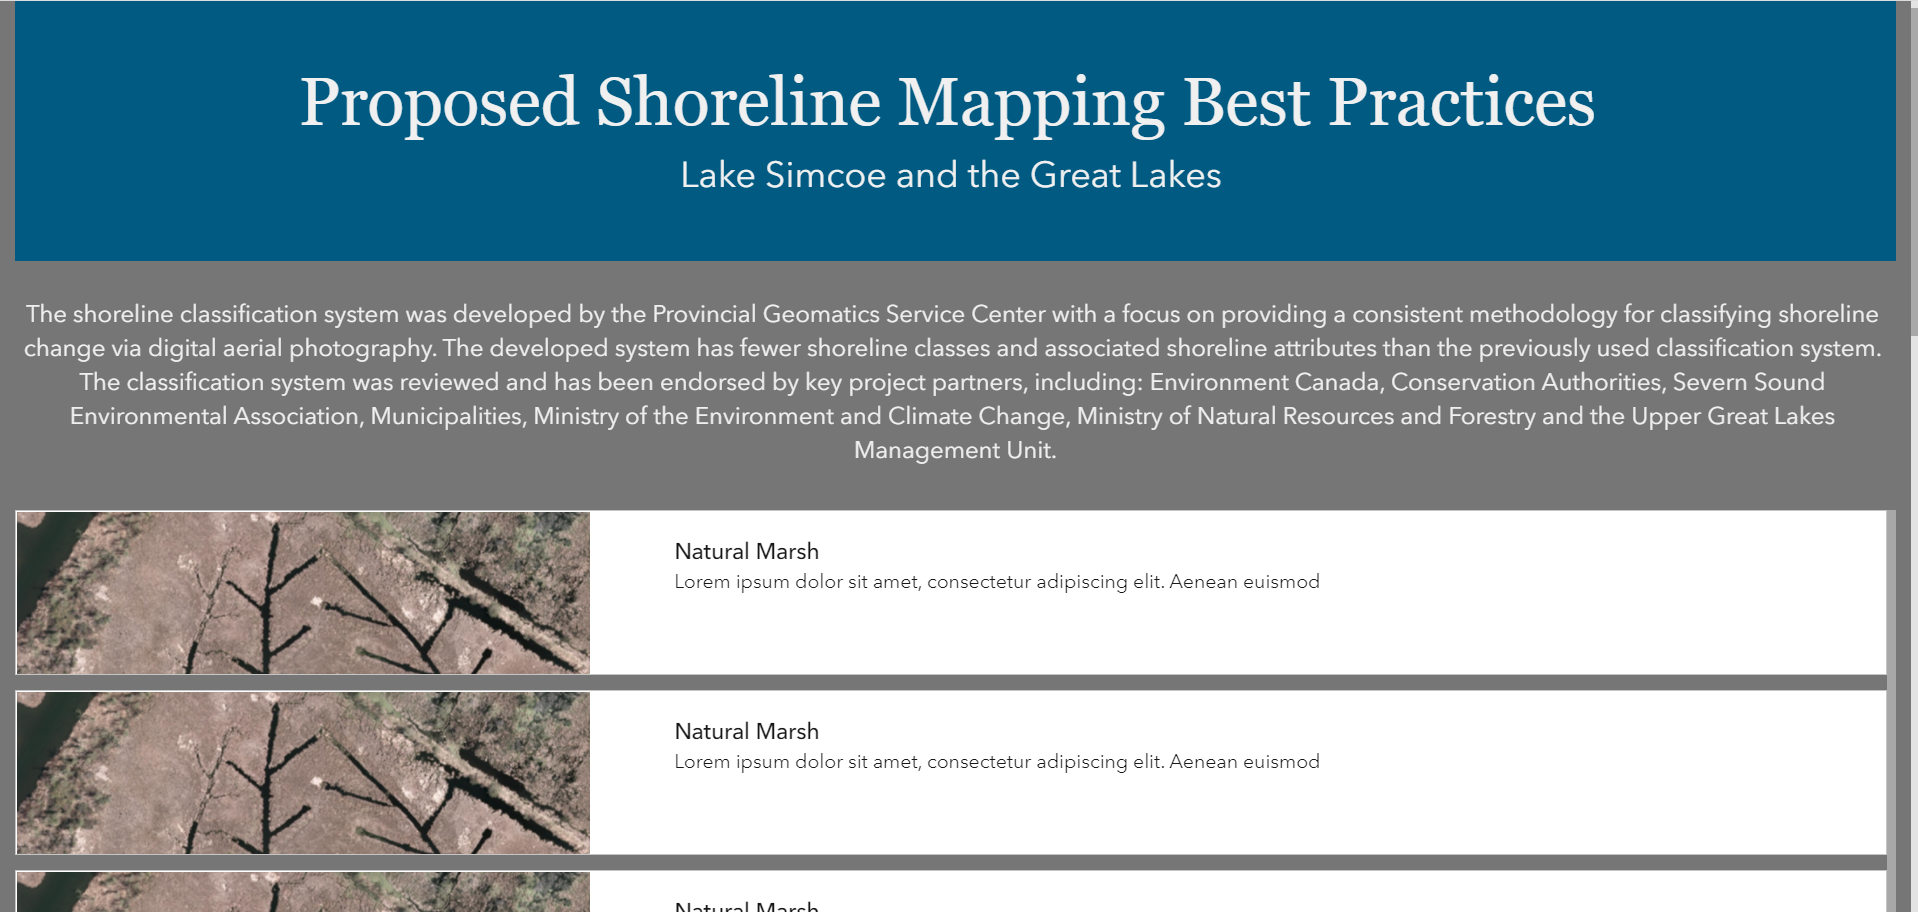 Proposed Shoreline Mapping Best Practices
Lake Simcoe and the Great Lakes
The shoreline classification system was developed by the Provincial Geomatics Service Center with a focus on providing a consistent methodology for classifying shoreline
change via digital aerial photography. The developed system has fewer shoreline classes and associated shoreline attributes than the previously used classification system.
The classification system was reviewed and has been endorsed by key project partners, including: Environment Canada, Conservation Authorities, Severn Sound
Environmental Association, Municipalities, Ministry of the Environment and Climate Change, Ministry of Natural Resources and Forestry and the Upper Great Lakes
Management Unit.
Natural Marsh
Lorem ipsum dolor sit amet, consectetur adipiscing elit. Aenean euismod
Natural Marsh
Lorem ipsum dolor sit amet, consectetur adipiscing elit. Aenean euismod
Natural Marsh